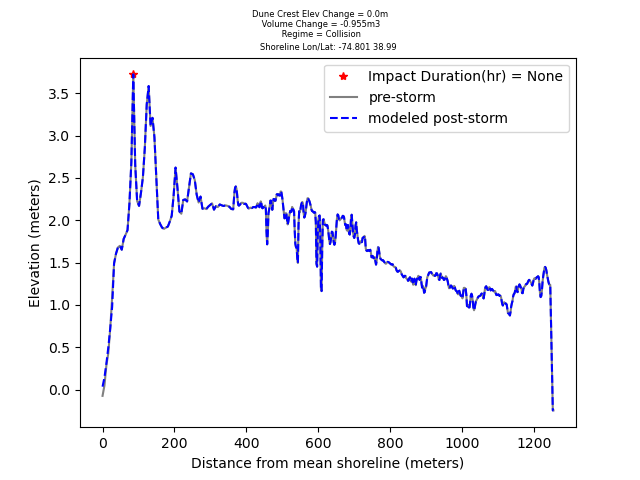 Dune Crest Elev Change = 0.0m
Volume Change = -0.955m3
Regime = Collision
Shoreline Lon/Lat: -74.801 38.99
Impact Duration(hr) = None
pre-storm
modeled post-storm
3.5
3.0
2.5
2.0
1.5
1.0
0.5
0.0
Elevation (meters)
0 200 400 600 800 1000 1200
Distance from mean shoreline (meters)